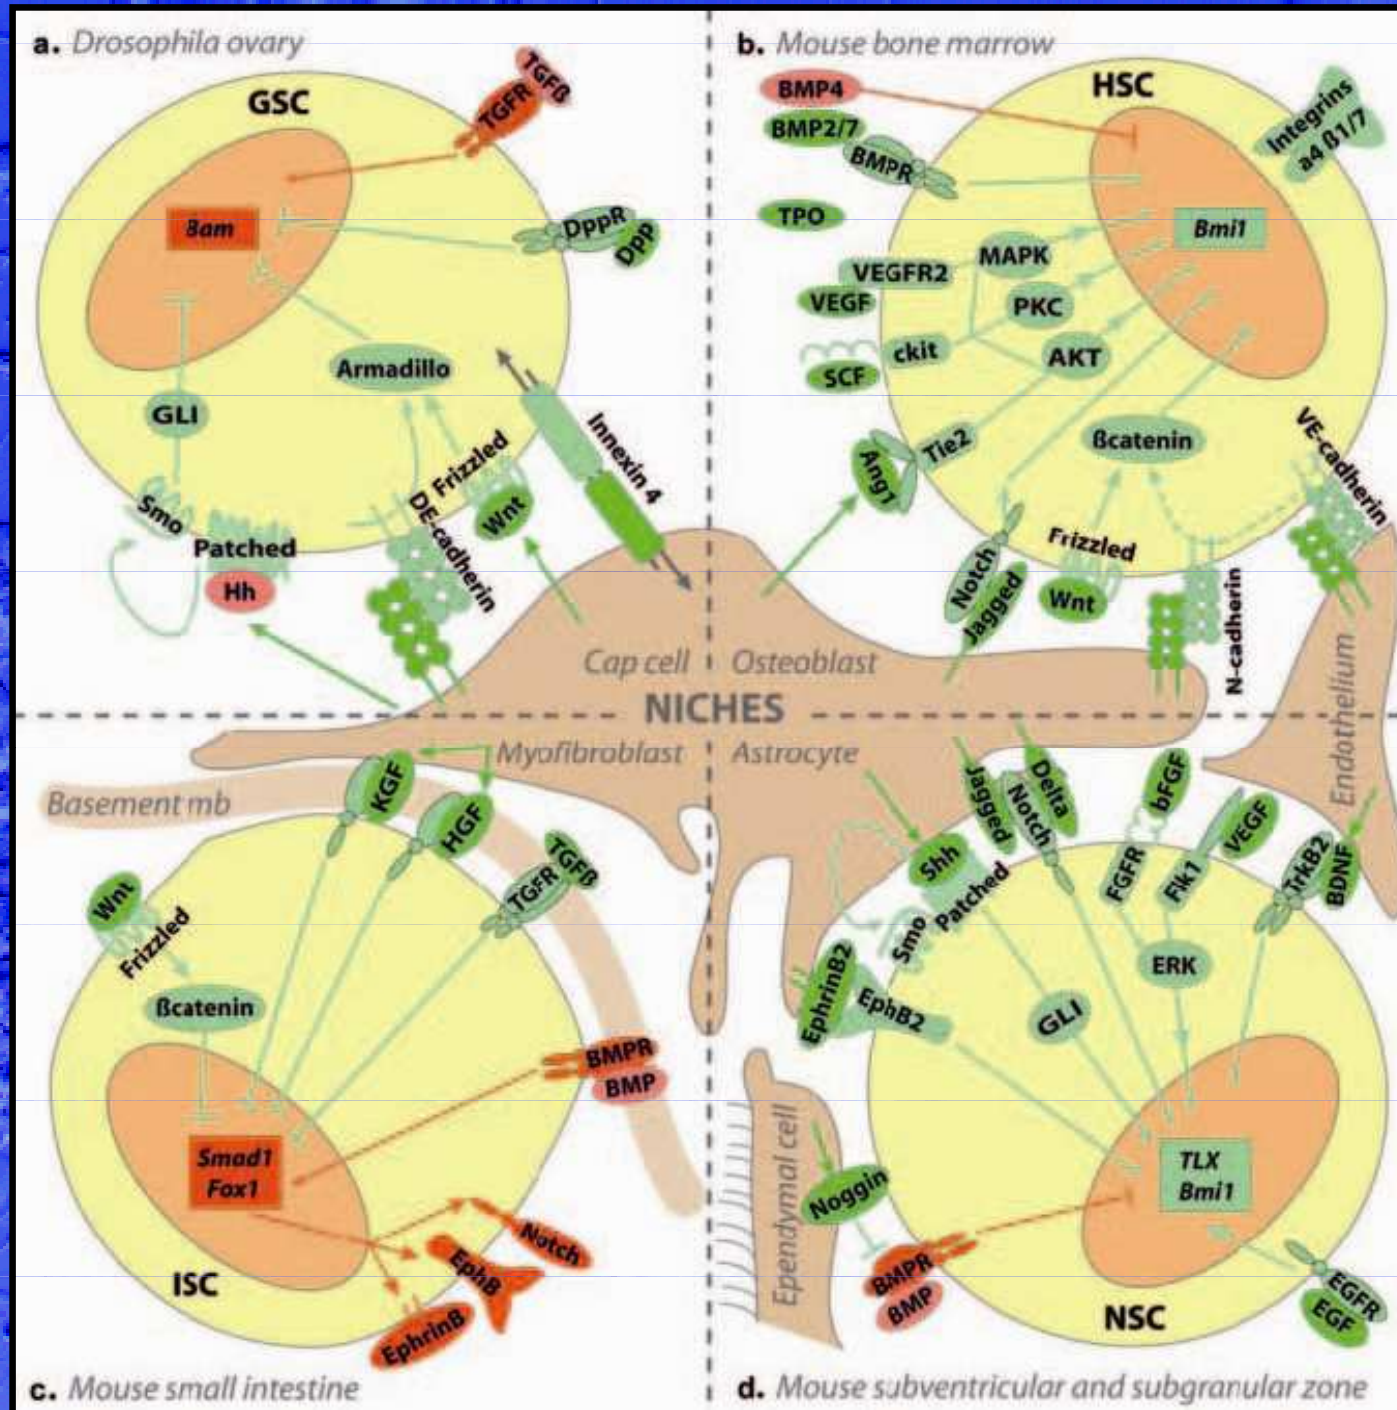 a. Drosophila ovary
GSC
TGFß
TGFR
Bam
DppR
Dpp
Armadillo
GLI
Smo
Patched
Hh
DE-cadherin
Frizzled
Wnt
Innexin 4
Cap cell
b. Mouse bone marrow
HSC
BMP4
BMP2/7
BMPR
Integrins
a4 ß1/7
TPO
Bmi1
MAPK
VEGFR2
VEGF
PKC
ckit
SCF
AKT
Tie2
Ang1
ßcatenin
VE-cadherin
Notch
Jagged
Frizzled
Wnt
N-cadherin
Osteoblast
Endothelium
NICHES
Myofibroblast
Basement mb
KGF
HGF
TGFß
TGFR
Wnt
Frizzled
ßcatenin
BMPR
BMP
Smad1
Fox1
Notch
EphB
EphrinB
ISC
c. Mouse small intestine
Astrocyte
Jagged
Delta
Notch
bFGF
FGFR
Flk1
VEGF
TrkB2
BDNF
Shh
Patched
Smo
EphrinB2
EphB2
GLI
ERK
TLX
Bmi1
Ependymal cell
Noggin
BMPR
BMP
EGFR
EGF
NSC
d. Mouse subventricular and subgranular zone